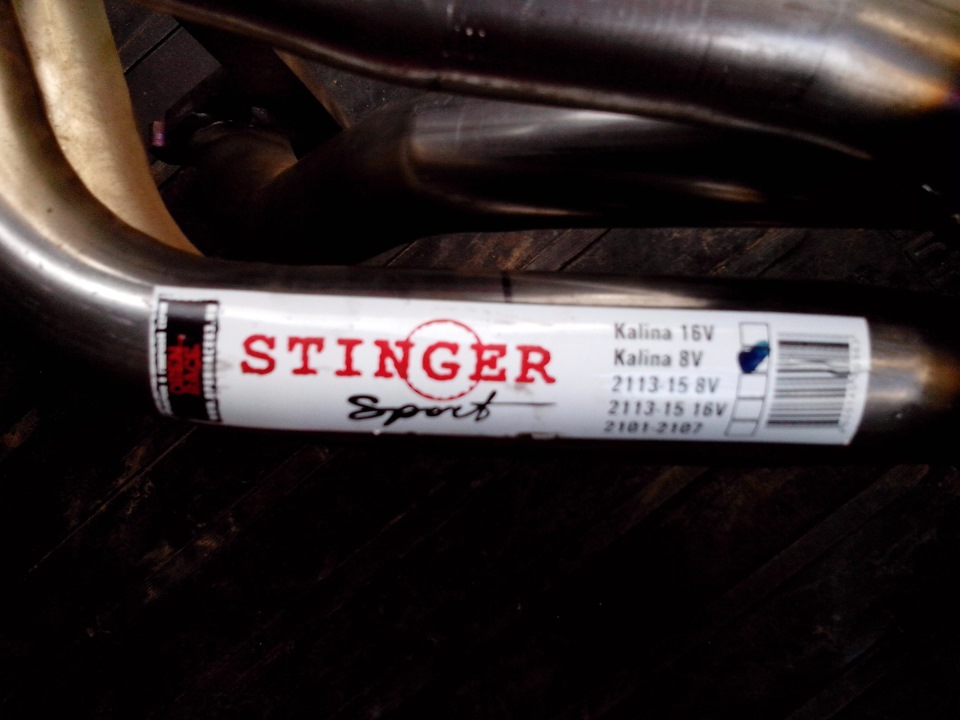 STINGER
Sport
Kalina 16V
Kalina 8V
2113-15 8V
2113-15 16V
2101-2107